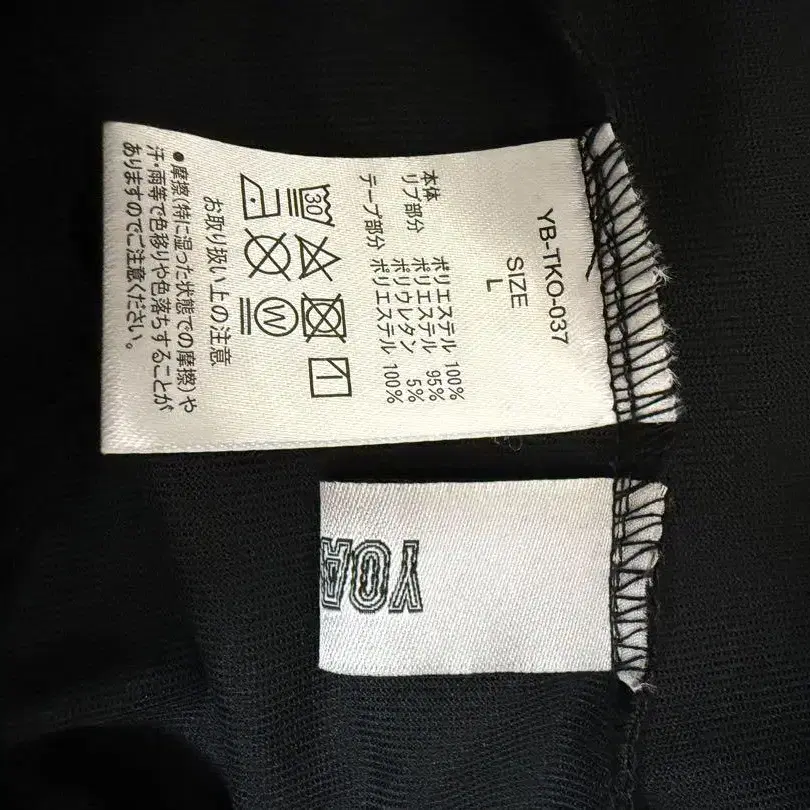 YB-TKO-037
SIZE
L
本体 ポリエステル 100%
リブ部分 ポリエステル 95%
ポリウレタン 5%
テープ部分 ポリエステル 100%
30
W
お取り扱い上の注意
●摩擦(特に湿った状態での摩擦)や
汗・雨等で色移りや色落ちすることが
ありますのでご注意ください。
YOA